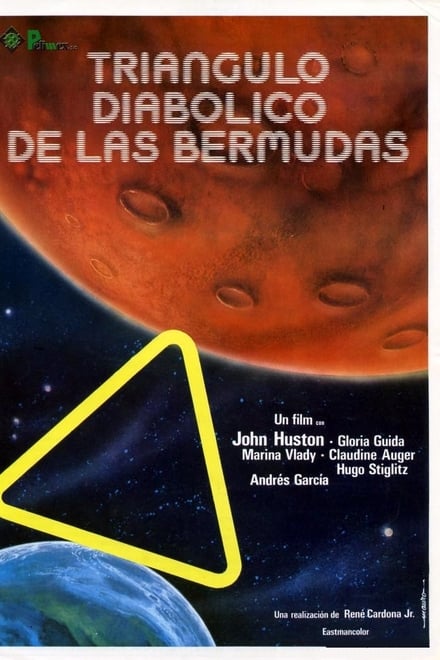 Pelimex
TRIANGULO
DIABOLICO
DE LAS BERMUDAS
Un film con
John Huston · Gloria Guida
Marina Vlady · Claudine Auger
Hugo Stiglitz
Andrés García
Una realización de René Cardona Jr.
Eastmancolor